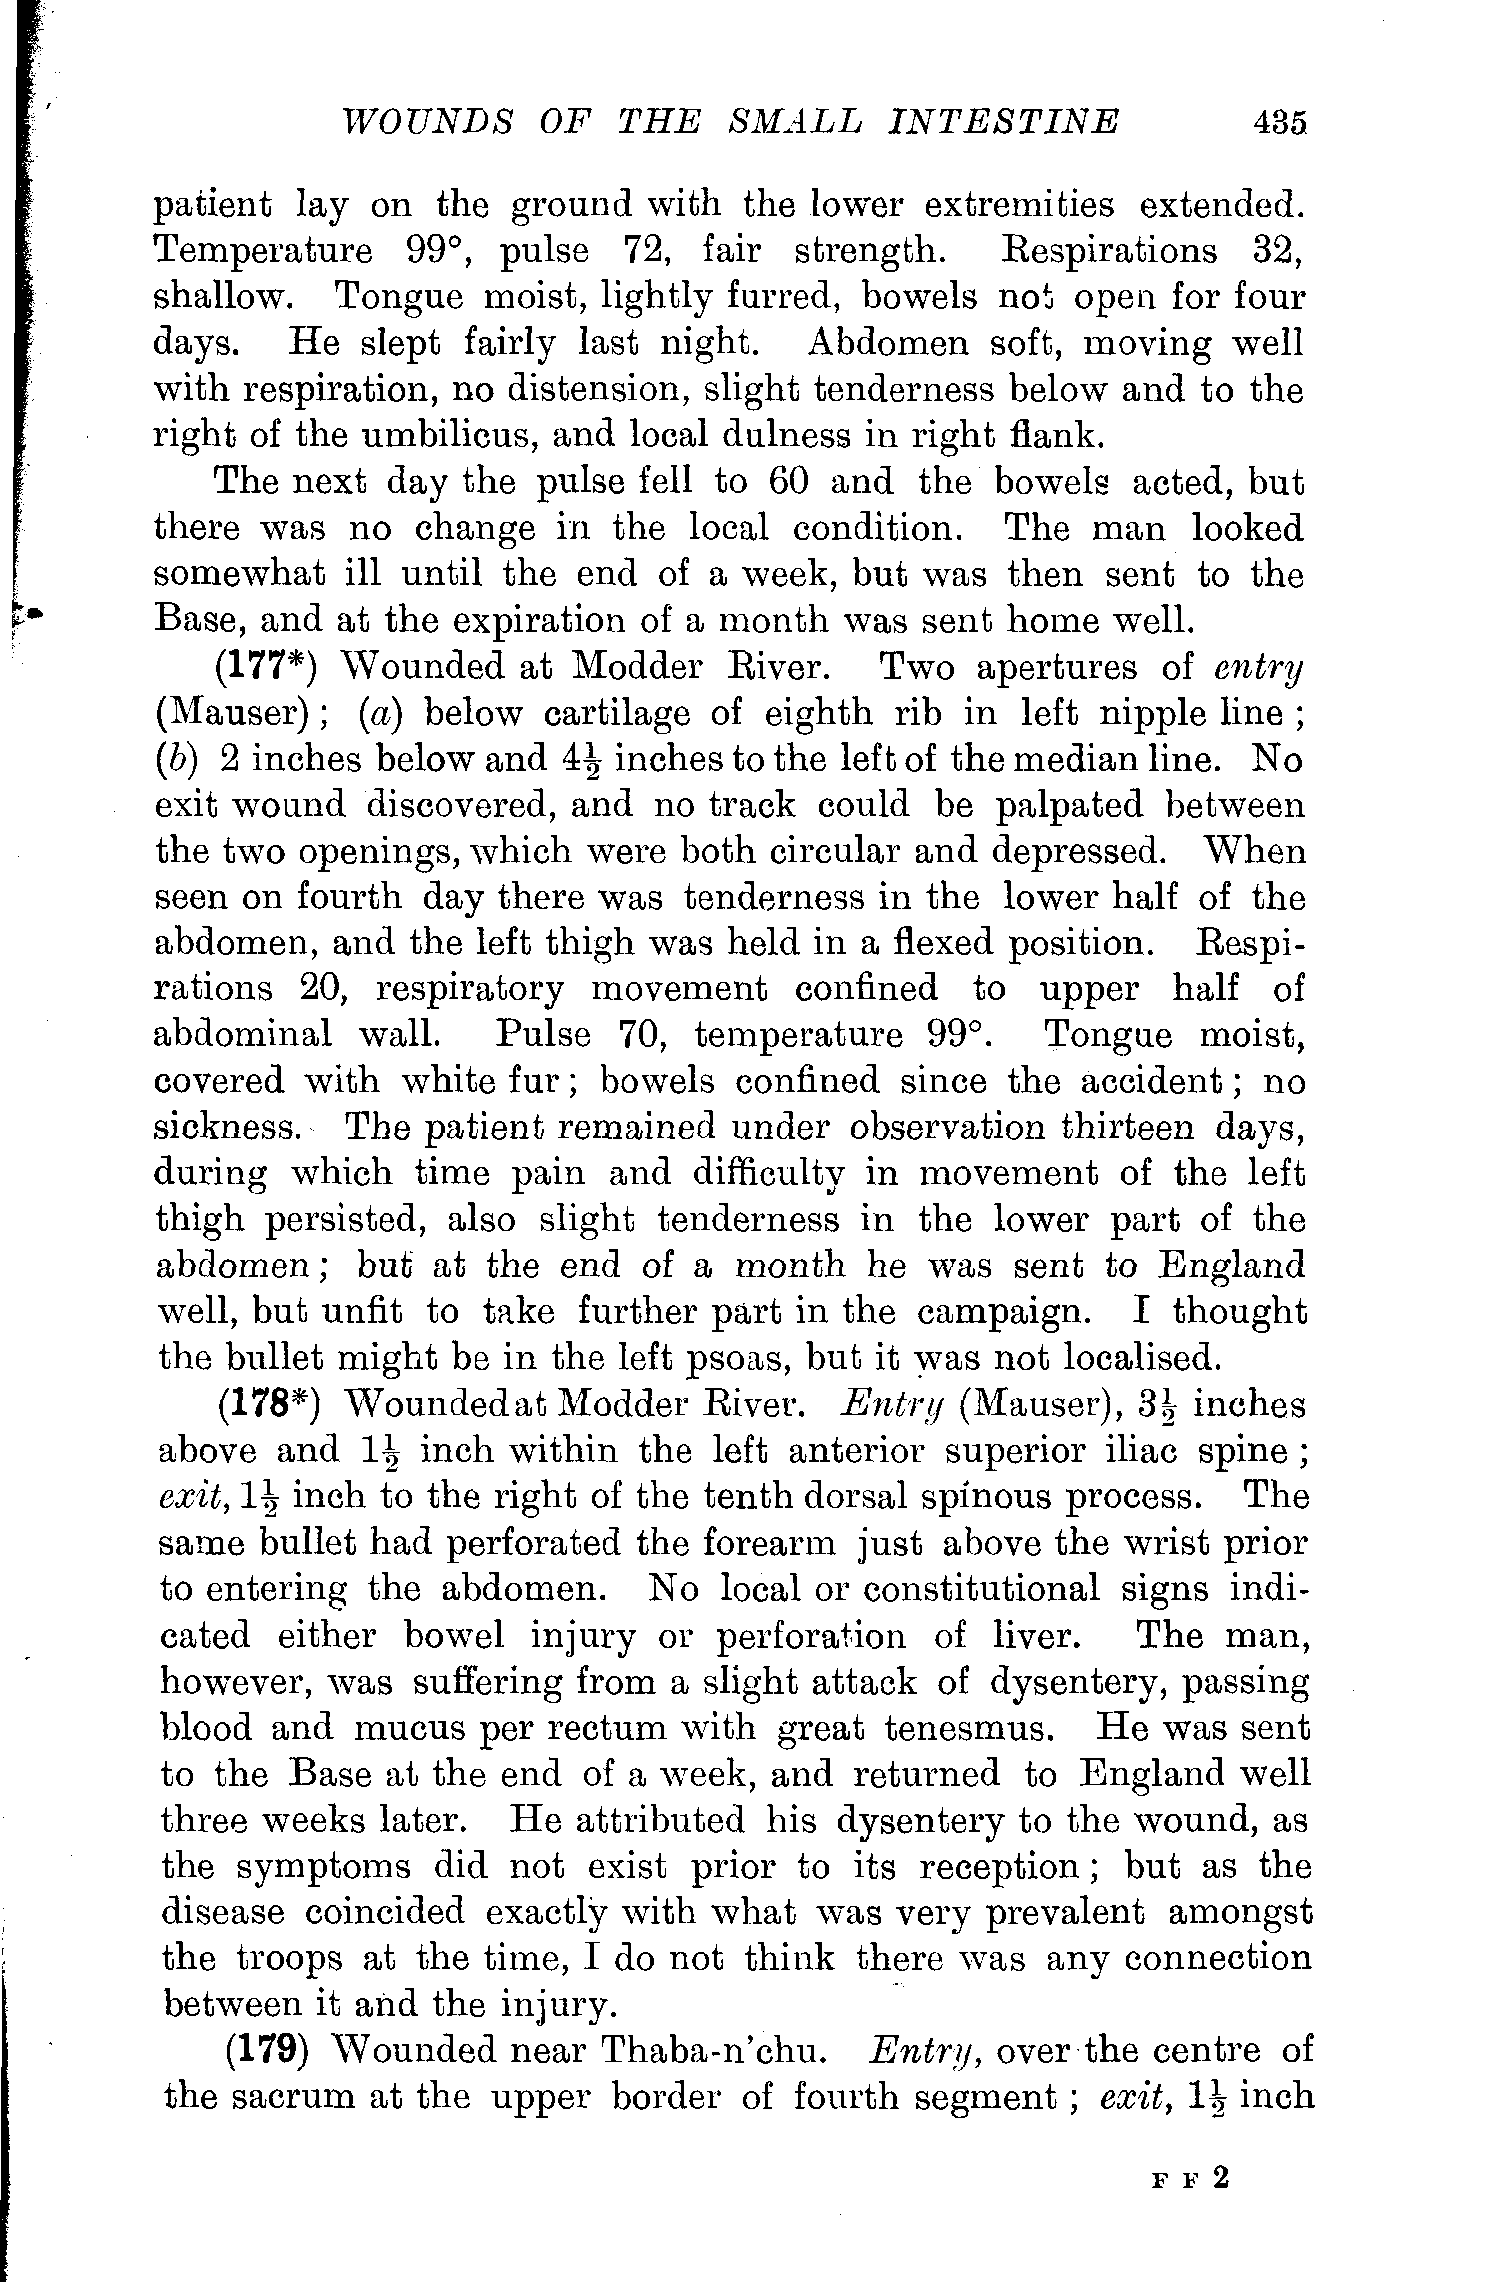 WOUNDS OF THE SMALL INTESTINE 435
patient lay on the ground with the lower extremities extended.
Temperature 99°, pulse 72, fair strength. Respirations 32,
shallow. Tongue moist, lightly furred, bowels not open for four
days. He slept fairly last night. Abdomen soft, moving well
with respiration, no distension, slight tenderness below and to the
right of the umbilicus, and local dulness in right flank.
The next day the pulse fell to 60 and the bowels acted, but
there was no change in the local condition. The man looked
somewhat ill until the end of a week, but was then sent to the
Base, and at the expiration of a month was sent home well.
(177*) Wounded at Modder River. Two apertures of entry
(Mauser); (a) below cartilage of eighth rib in left nipple line;
(b) 2 inches below and 4½ inches to the left of the median line. No
exit wound discovered, and no track could be palpated between
the two openings, which were both circular and depressed. When
seen on fourth day there was tenderness in the lower half of the
abdomen, and the left thigh was held in a flexed position. Respi-
rations 20, respiratory movement confined to upper half of
abdominal wall. Pulse 70, temperature 99°. Tongue moist,
covered with white fur; bowels confined since the accident; no
sickness. The patient remained under observation thirteen days,
during which time pain and difficulty in movement of the left
thigh persisted, also slight tenderness in the lower part of the
abdomen; but at the end of a month he was sent to England
well, but unfit to take further part in the campaign. I thought
the bullet might be in the left psoas, but it was not localised.
(178*) Wounded at Modder River. Entry (Mauser), 3½ inches
above and 1½ inch within the left anterior superior iliac spine;
exit, 1½ inch to the right of the tenth dorsal spinous process. The
same bullet had perforated the forearm just above the wrist prior
to entering the abdomen. No local or constitutional signs indi-
cated either bowel injury or perforation of liver. The man,
however, was suffering from a slight attack of dysentery, passing
blood and mucus per rectum with great tenesmus. He was sent
to the Base at the end of a week, and returned to England well
three weeks later. He attributed his dysentery to the wound, as
the symptoms did not exist prior to its reception; but as the
disease coincided exactly with what was very prevalent amongst
the troops at the time, I do not think there was any connection
between it and the injury.
(179) Wounded near Thaba-n'chu. Entry, over the centre of
the sacrum at the upper border of fourth segment; exit, 1½ inch
F F 2